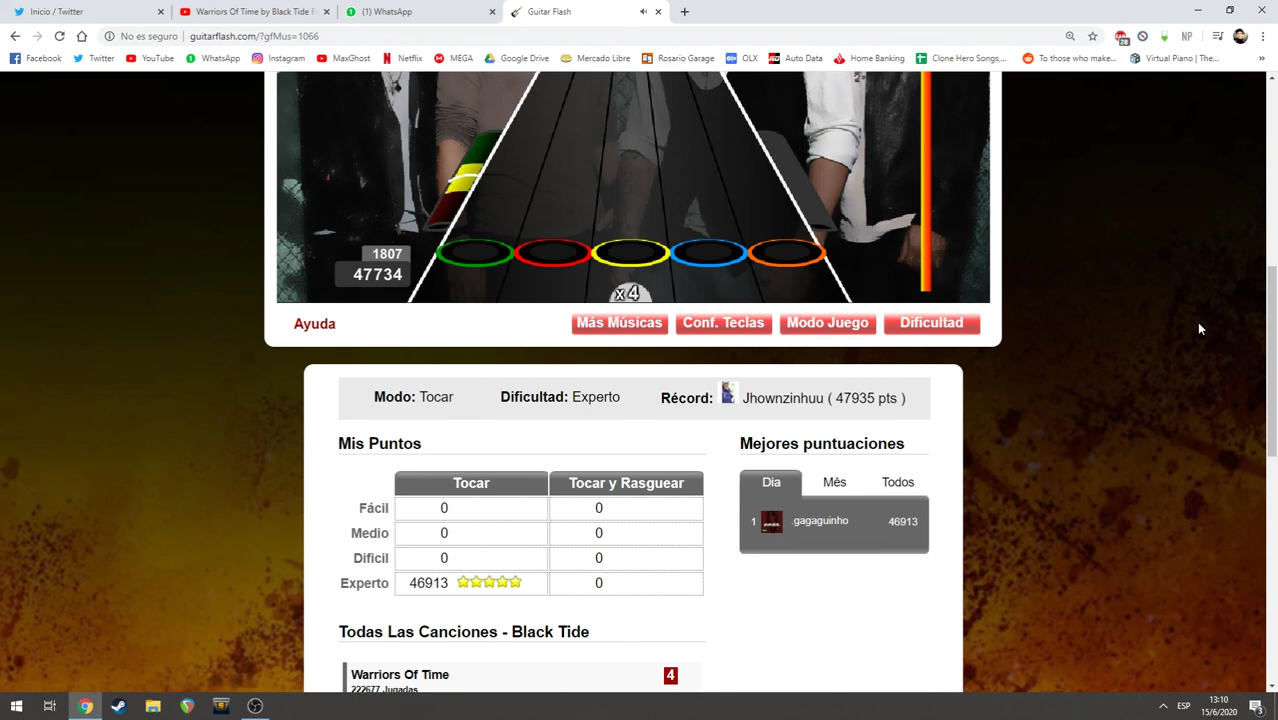 Inicio / Twitter
Warriors Of Time by Black Tide F
(1) WhatsApp
Guitar Flash
No es seguro | guitarflash.com/?gfMus=1066
28
NP
Facebook
Twitter
YouTube
WhatsApp
Instagram
MaxGhost
Netflix
MEGA
Google Drive
Mercado Libre
Rosario Garage
OLX
Auto Data
Home Banking
Clone Hero Songs,...
To those who make...
Virtual Piano | The...
1807
47734
x4
Ayuda
Más Músicas
Conf. Teclas
Modo Juego
Dificultad
Modo: Tocar
Dificultad: Experto
Récord: Jhownzinhuu ( 47935 pts )
Mis Puntos
Tocar
Tocar y Rasguear
Fácil 0 0
Medio 0 0
Dificil 0 0
Experto 46913 0
Mejores puntuaciones
Dia
Mês
Todos
1 .gagaguinho 46913
Todas Las Canciones - Black Tide
Warriors Of Time
4
222677 Jugadas
ESP
13:10
15/6/2020
3